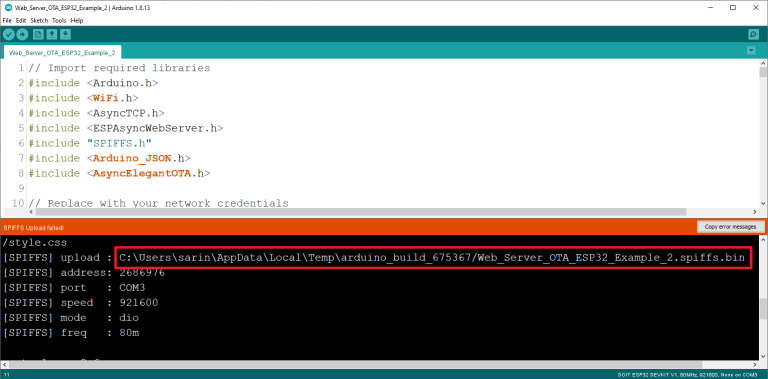 Web_Server_OTA_ESP32_Example_2 | Arduino 1.8.13
File Edit Sketch Tools Help
Web_Server_OTA_ESP32_Example_2
1 // Import required libraries
2 #include <Arduino.h>
3 #include <WiFi.h>
4 #include <AsyncTCP.h>
5 #include <ESPAsyncWebServer.h>
6 #include "SPIFFS.h"
7 #include <Arduino_JSON.h>
8 #include <AsyncElegantOTA.h>
9
10 // Replace with your network credentials
SPIFFS Upload failed!
Copy error messages
/style.css
[SPIFFS] upload : C:\Users\sarin\AppData\Local\Temp\arduino_build_675367/Web_Server_OTA_ESP32_Example_2.spiffs.bin
[SPIFFS] address: 2686976
[SPIFFS] port : COM3
[SPIFFS] speed : 921600
[SPIFFS] mode : dio
[SPIFFS] freq : 80m
11
DOIT ESP32 DEVKIT V1, 80MHz, 921600, None on COM3